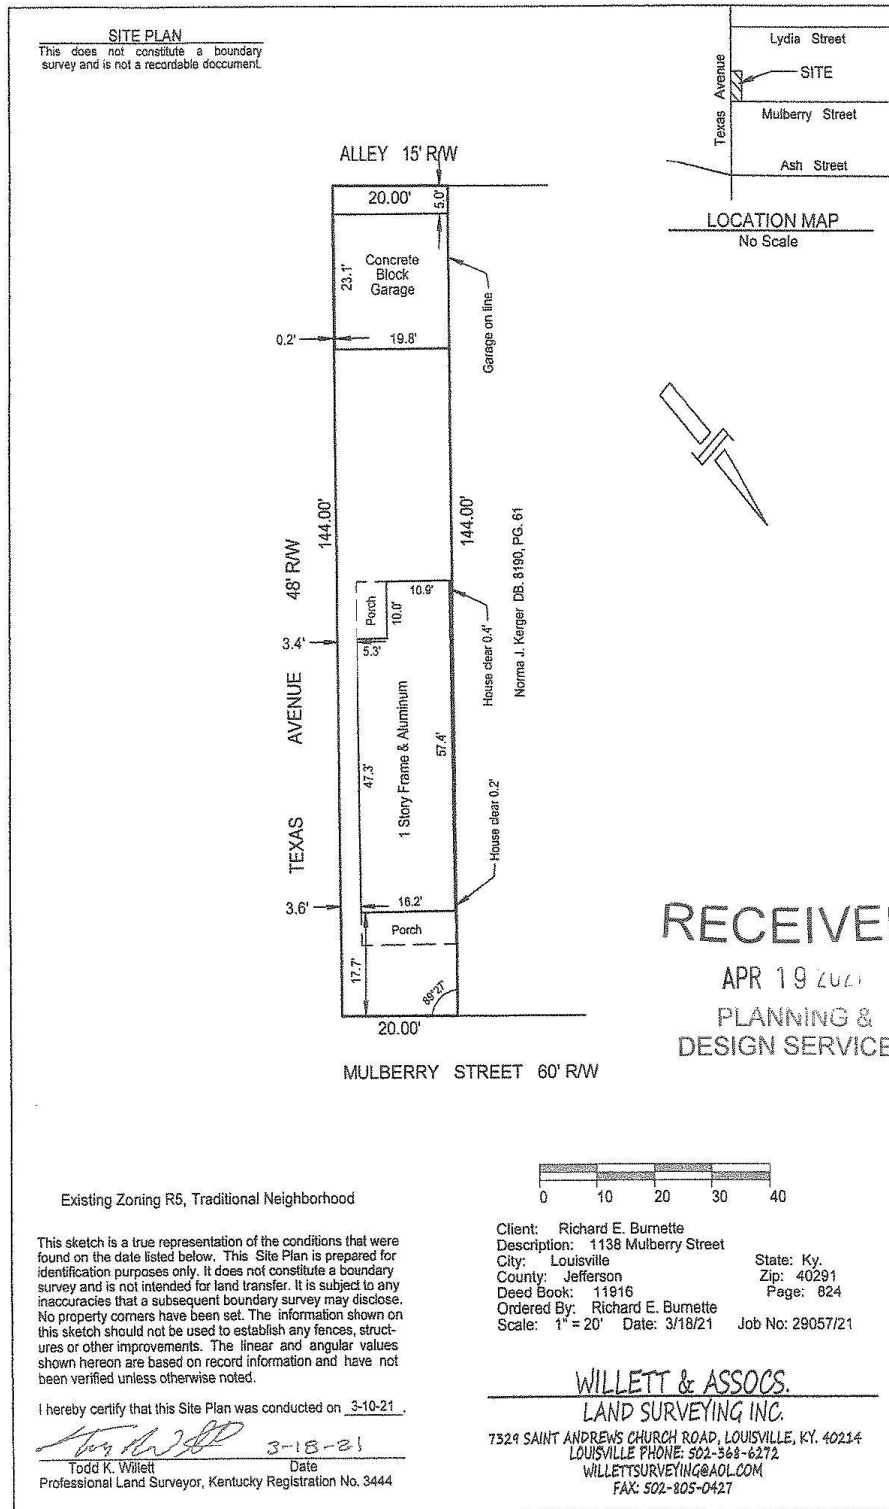 SITE PLAN
This does not constitute a boundary
survey and is not a recordable doccument.
Lydia Street
SITE
Texas Avenue
Mulberry Street
Ash Street
LOCATION MAP
No Scale
ALLEY 15' R/W
20.00'
5.0'
Concrete
Block
Garage
23.1'
0.2'
19.8'
Garage on line
144.00'
144.00'
TEXAS AVENUE 48' R/W
Norma J. Kerger DB. 8190, PG. 61
10.9'
Porch
10.0'
3.4'
5.3'
House clear 0.4'
1 Story Frame & Aluminum
47.3'
57.4'
House clear 0.2'
3.6'
16.2'
Porch
17.7'
89°27'
20.00'
MULBERRY STREET 60' R/W
RECEIVE
APR 19
PLANNING &
DESIGN SERVICE
Existing Zoning R5, Traditional Neighborhood
This sketch is a true representation of the conditions that were
found on the date listed below. This Site Plan is prepared for
identification purposes only. It does not constitute a boundary
survey and is not intended for land transfer. It is subject to any
inaccuracies that a subsequent boundary survey may disclose.
No property corners have been set. The information shown on
this sketch should not be used to establish any fences, struct-
ures or other improvements. The linear and angular values
shown hereon are based on record information and have not
been verified unless otherwise noted.
I hereby certify that this Site Plan was conducted on 3-10-21.
3-18-21
Todd K. Willett Date
Professional Land Surveyor, Kentucky Registration No. 3444
0 10 20 30 40
Client: Richard E. Burnette
Description: 1138 Mulberry Street
City: Louisville State: Ky.
County: Jefferson Zip: 40291
Deed Book: 11916 Page: 824
Ordered By: Richard E. Burnette
Scale: 1" = 20' Date: 3/18/21 Job No: 29057/21
WILLETT & ASSOCS.
LAND SURVEYING INC.
7329 SAINT ANDREWS CHURCH ROAD, LOUISVILLE, KY. 40214
LOUISVILLE PHONE: 502-368-6272
WILLETTSURVEYING@AOL.COM
FAX: 502-805-0427